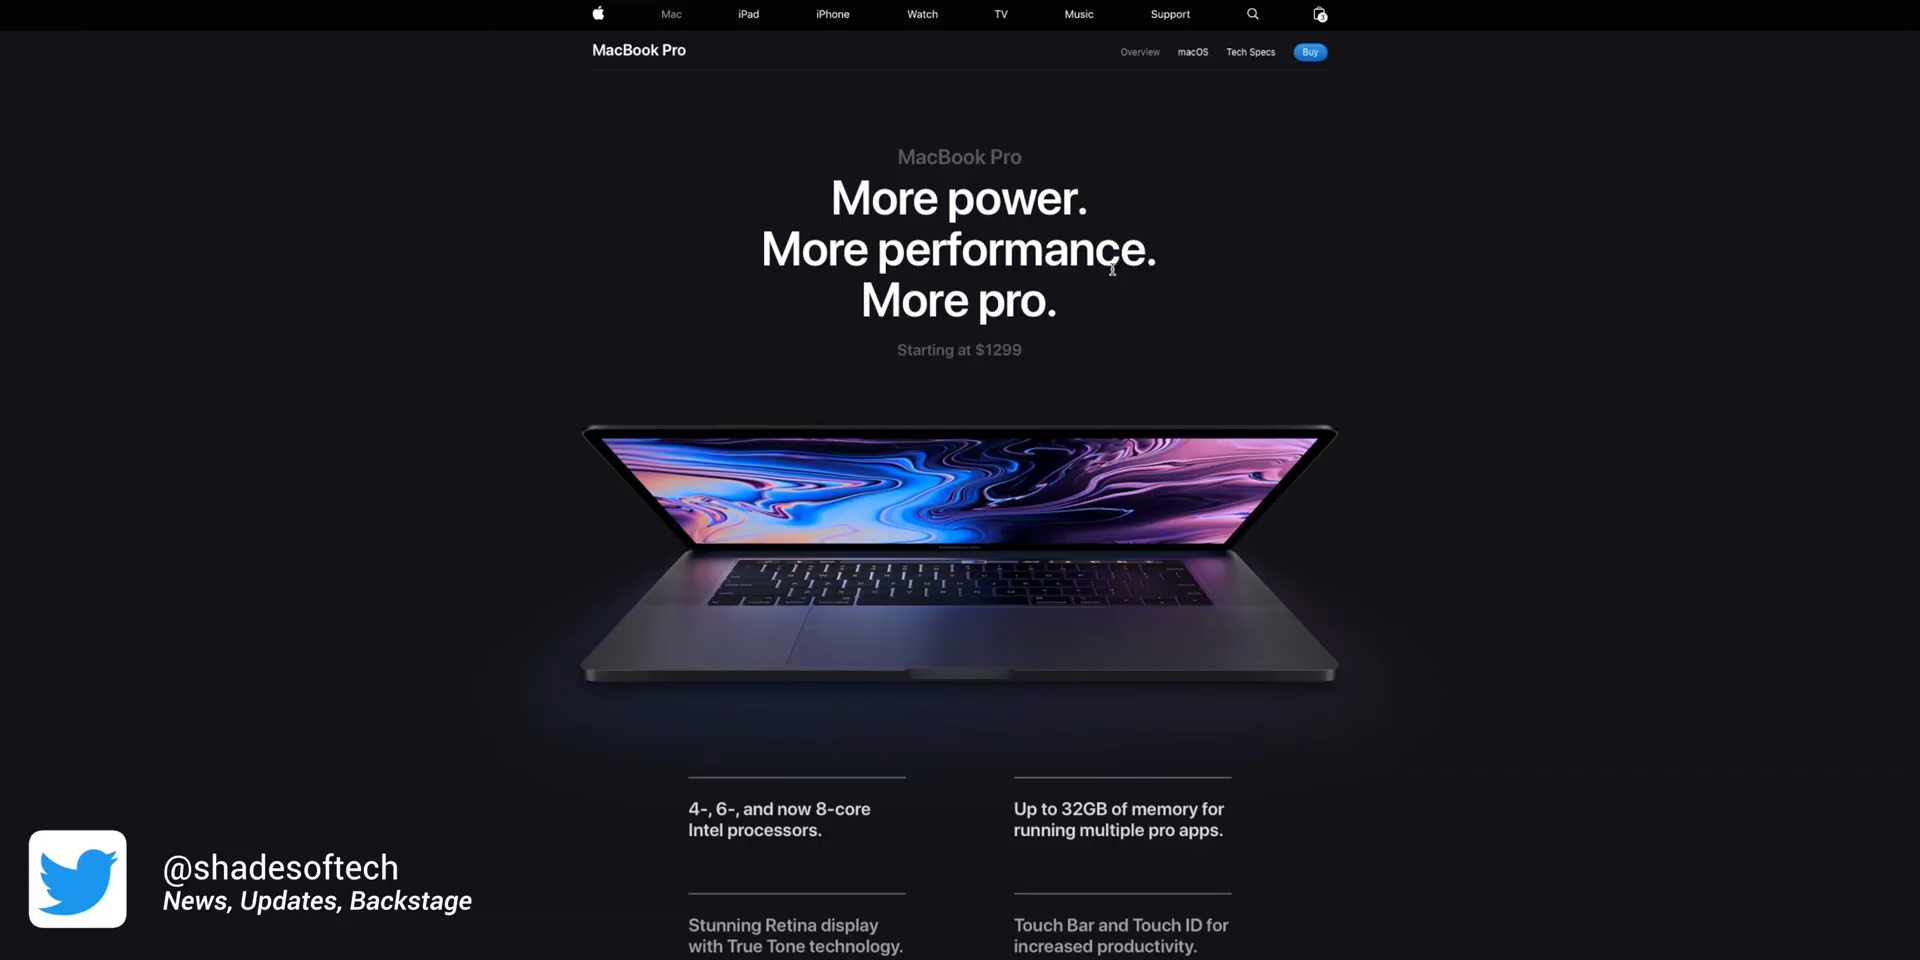 Mac
iPad
iPhone
Watch
TV
Music
Support
3
MacBook Pro
Overview
macOS
Tech Specs
Buy
MacBook Pro
More power.
More performance.
More pro.
Starting at $1299
4-, 6-, and now 8-core
Intel processors.
Up to 32GB of memory for
running multiple pro apps.
Stunning Retina display
with True Tone technology.
Touch Bar and Touch ID for
increased productivity.
@shadesoftech
News, Updates, Backstage